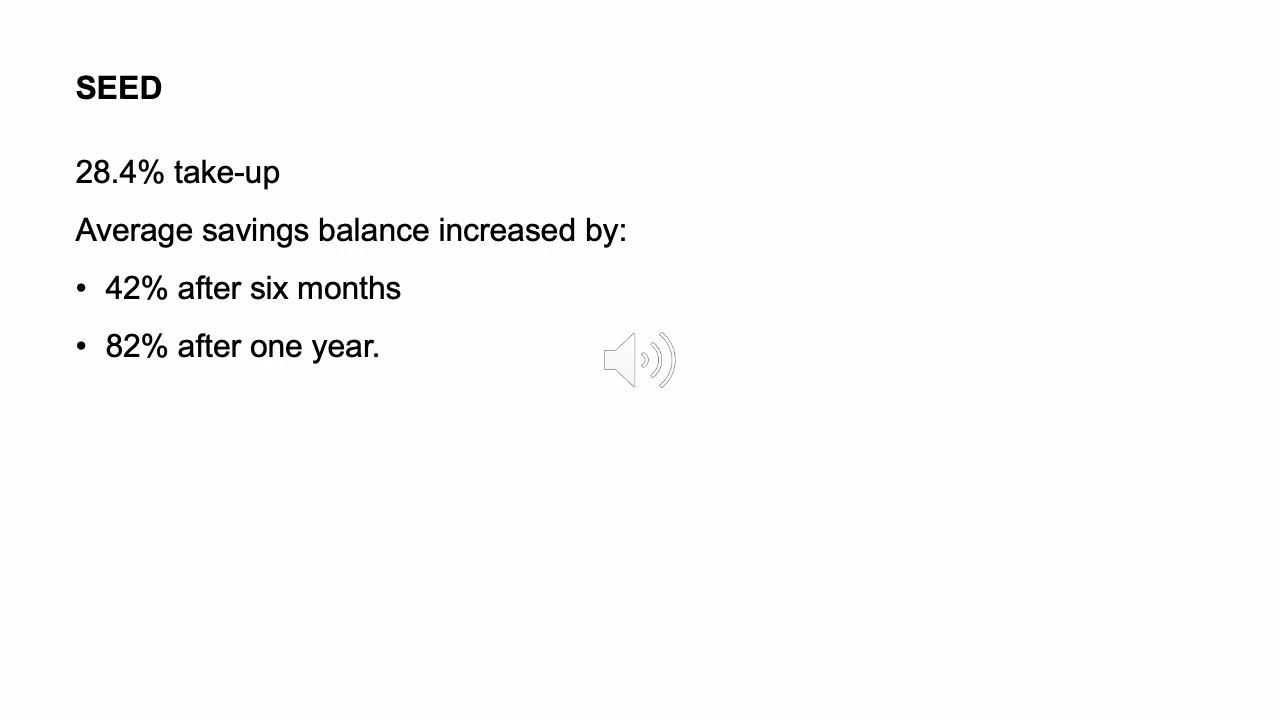 SEED
28.4% take-up
Average savings balance increased by:
• 42% after six months
• 82% after one year.